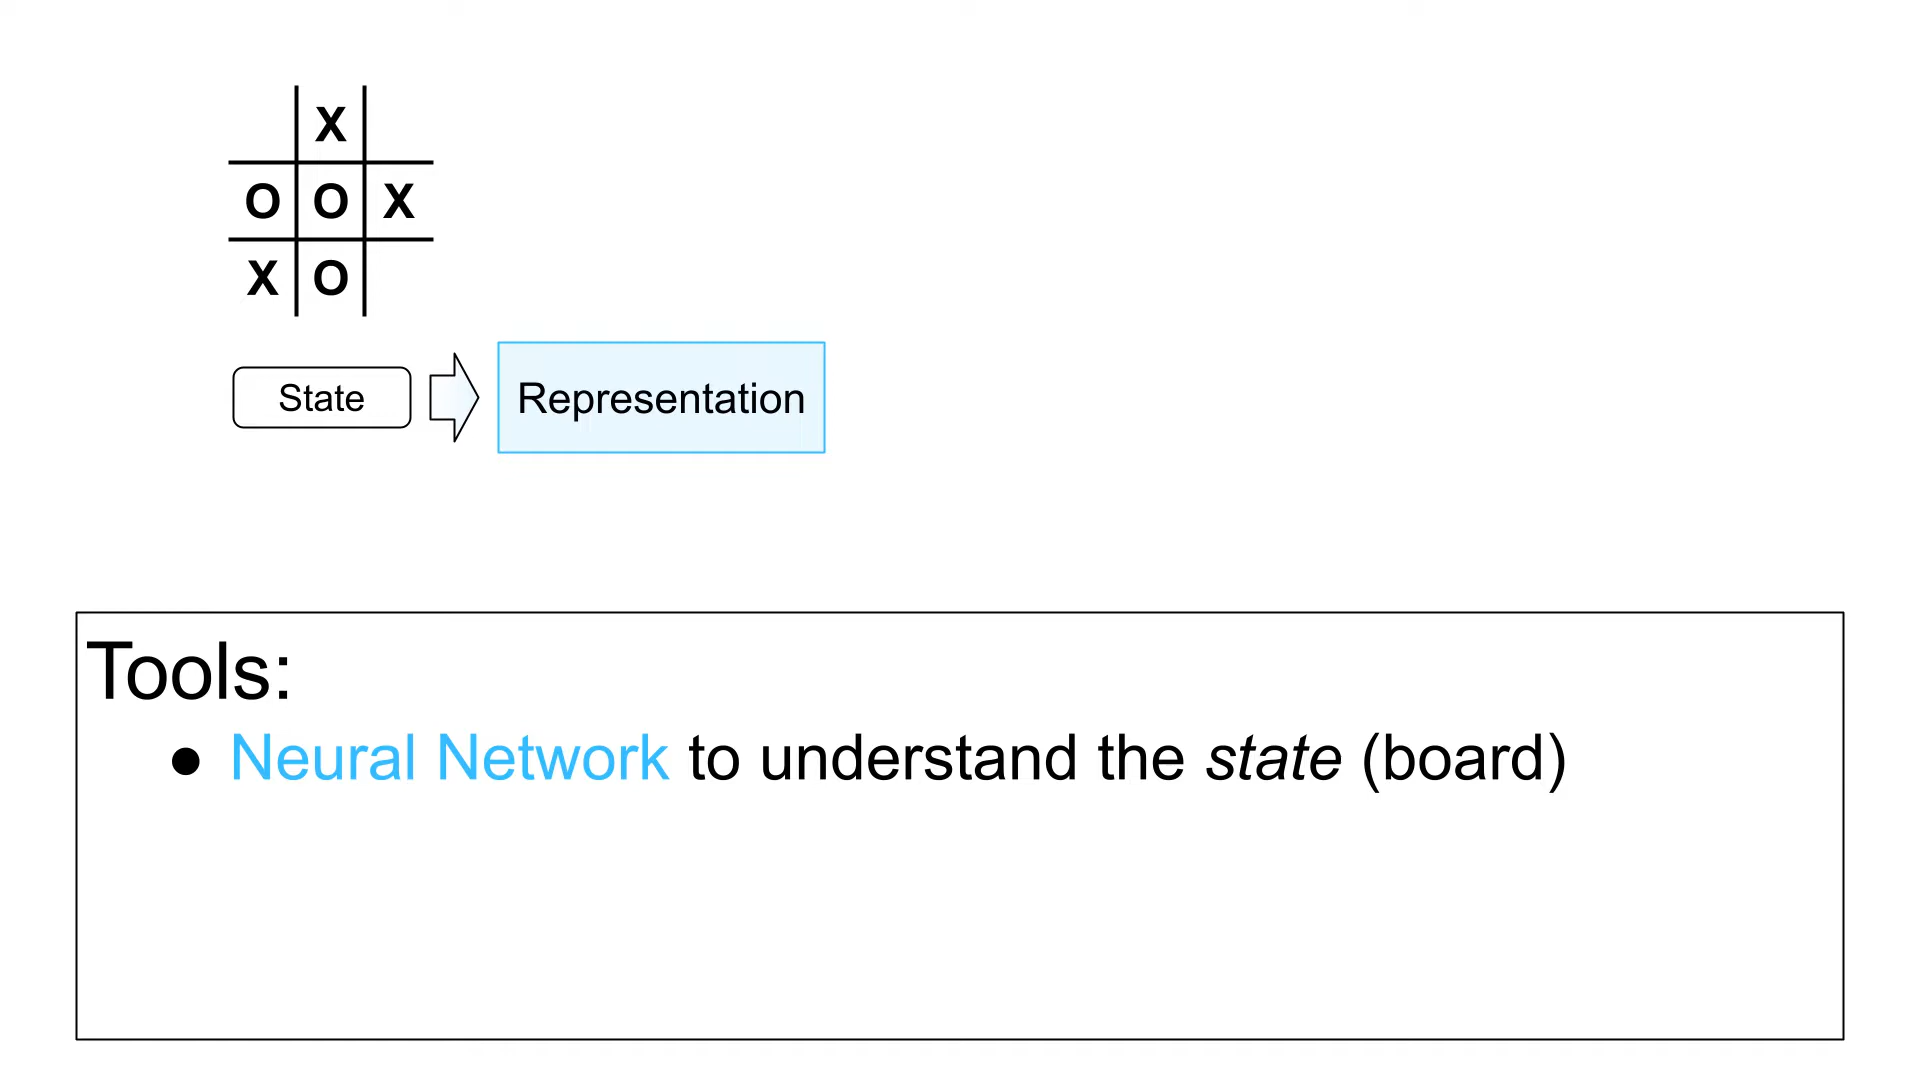 X
O O X
X O
State
Representation
Tools:
● Neural Network to understand the state (board)